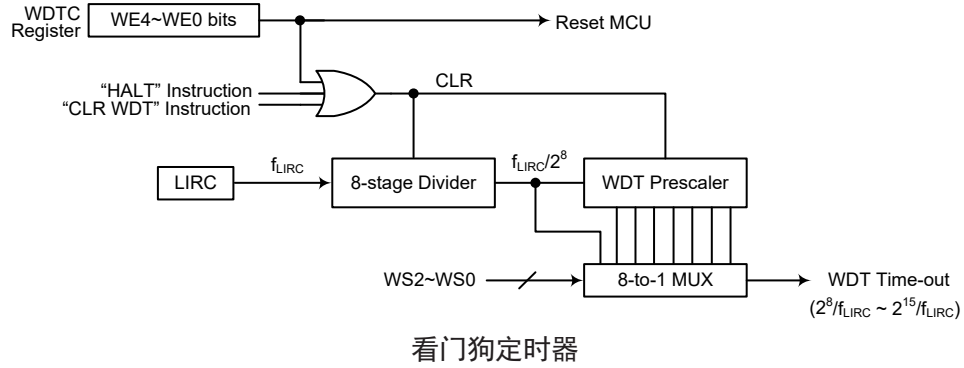 WDTC Register
WE4~WE0 bits
Reset MCU
CLR
“HALT” Instruction
“CLR WDT” Instruction
LIRC
fLIRC
8-stage Divider
fLIRC/2⁸
WDT Prescaler
WS2~WS0
8-to-1 MUX
WDT Time-out
(2⁸/fLIRC ~ 2¹⁵/fLIRC)
看门狗定时器